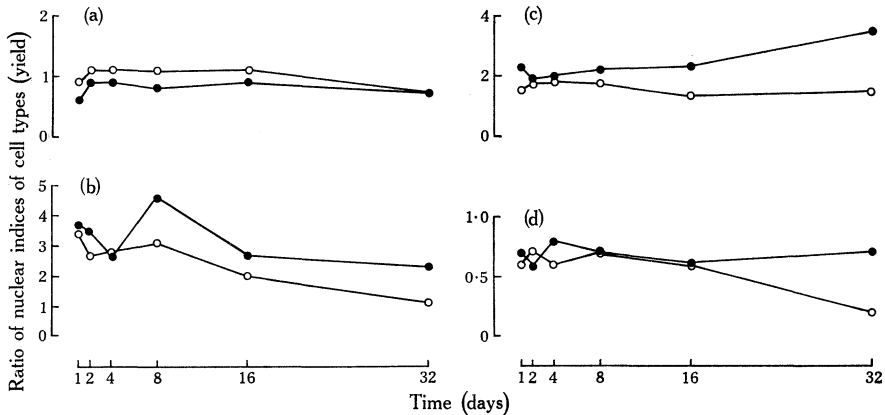 Ratio of nuclear indices of cell types (yield)
(a)
2
1
0
(b)
5
4
3
2
1
0
1 2 4 8 16 32
(c)
4
2
0
(d)
1·0
0·5
0
1 2 4 8 16 32
Time (days)